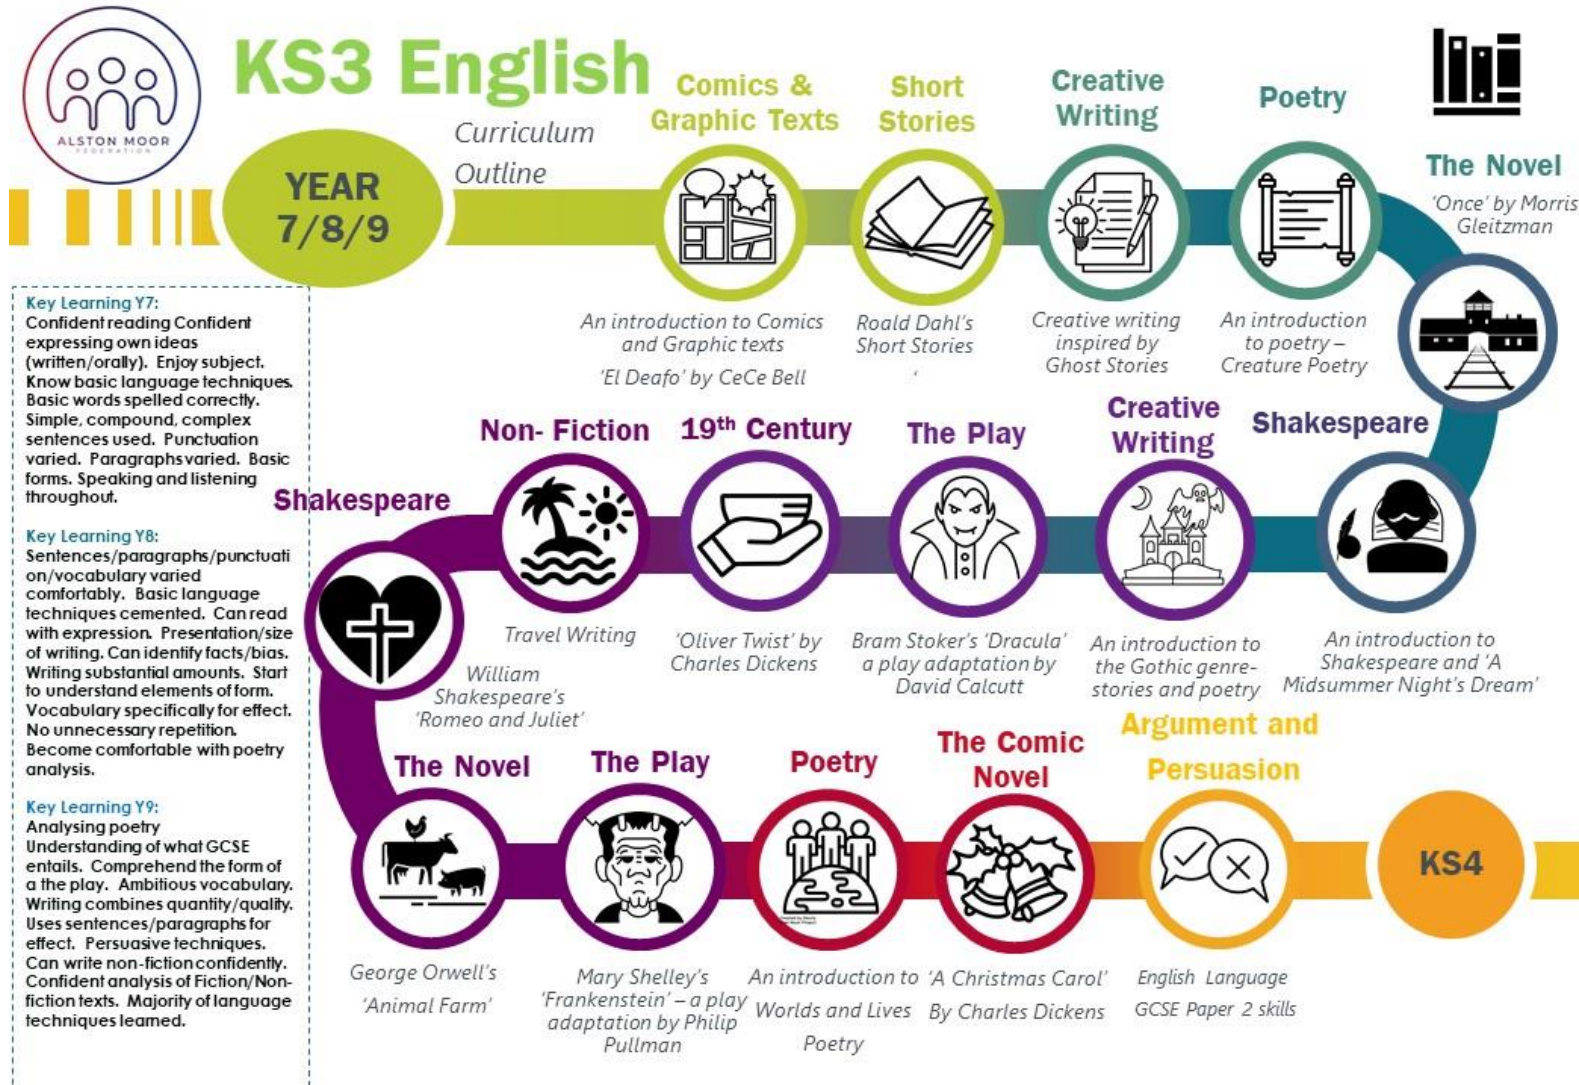 ALSTON MOOR
FEDERATION
KS3 English
Curriculum
Outline
YEAR
7/8/9
Comics &
Graphic Texts
An introduction to Comics
and Graphic texts
'El Deafo' by CeCe Bell
Short
Stories
Roald Dahl's
Short Stories
‘
Creative
Writing
Creative writing
inspired by
Ghost Stories
Poetry
An introduction
to poetry –
Creature Poetry
The Novel
'Once' by Morris
Gleitzman
Shakespeare
An introduction to
Shakespeare and 'A
Midsummer Night's Dream'
Creative
Writing
An introduction to
the Gothic genre-
stories and poetry
The Play
Bram Stoker's 'Dracula'
a play adaptation by
David Calcutt
19th Century
'Oliver Twist' by
Charles Dickens
Non- Fiction
Travel Writing
Shakespeare
William
Shakespeare's
'Romeo and Juliet'
The Novel
George Orwell's
'Animal Farm'
The Play
Mary Shelley's
'Frankenstein' – a play
adaptation by Philip
Pullman
Poetry
An introduction to
Worlds and Lives
Poetry
The Comic
Novel
'A Christmas Carol'
By Charles Dickens
Argument and
Persuasion
English Language
GCSE Paper 2 skills
KS4
Key Learning Y7:
Confident reading Confident
expressing own ideas
(written/orally). Enjoy subject.
Know basic language techniques.
Basic words spelled correctly.
Simple, compound, complex
sentences used. Punctuation
varied. Paragraphs varied. Basic
forms. Speaking and listening
throughout.
Key Learning Y8:
Sentences/paragraphs/punctuati
on/vocabulary varied
comfortably. Basic language
techniques cemented. Can read
with expression. Presentation/size
of writing. Can identify facts/bias.
Writing substantial amounts. Start
to understand elements of form.
Vocabulary specifically for effect.
No unnecessary repetition.
Become comfortable with poetry
analysis.
Key Learning Y9:
Analysing poetry
Understanding of what GCSE
entails. Comprehend the form of
a the play. Ambitious vocabulary.
Writing combines quantity/quality.
Uses sentences/paragraphs for
effect. Persuasive techniques.
Can write non-fiction confidently.
Confident analysis of Fiction/Non-
fiction texts. Majority of language
techniques learned.